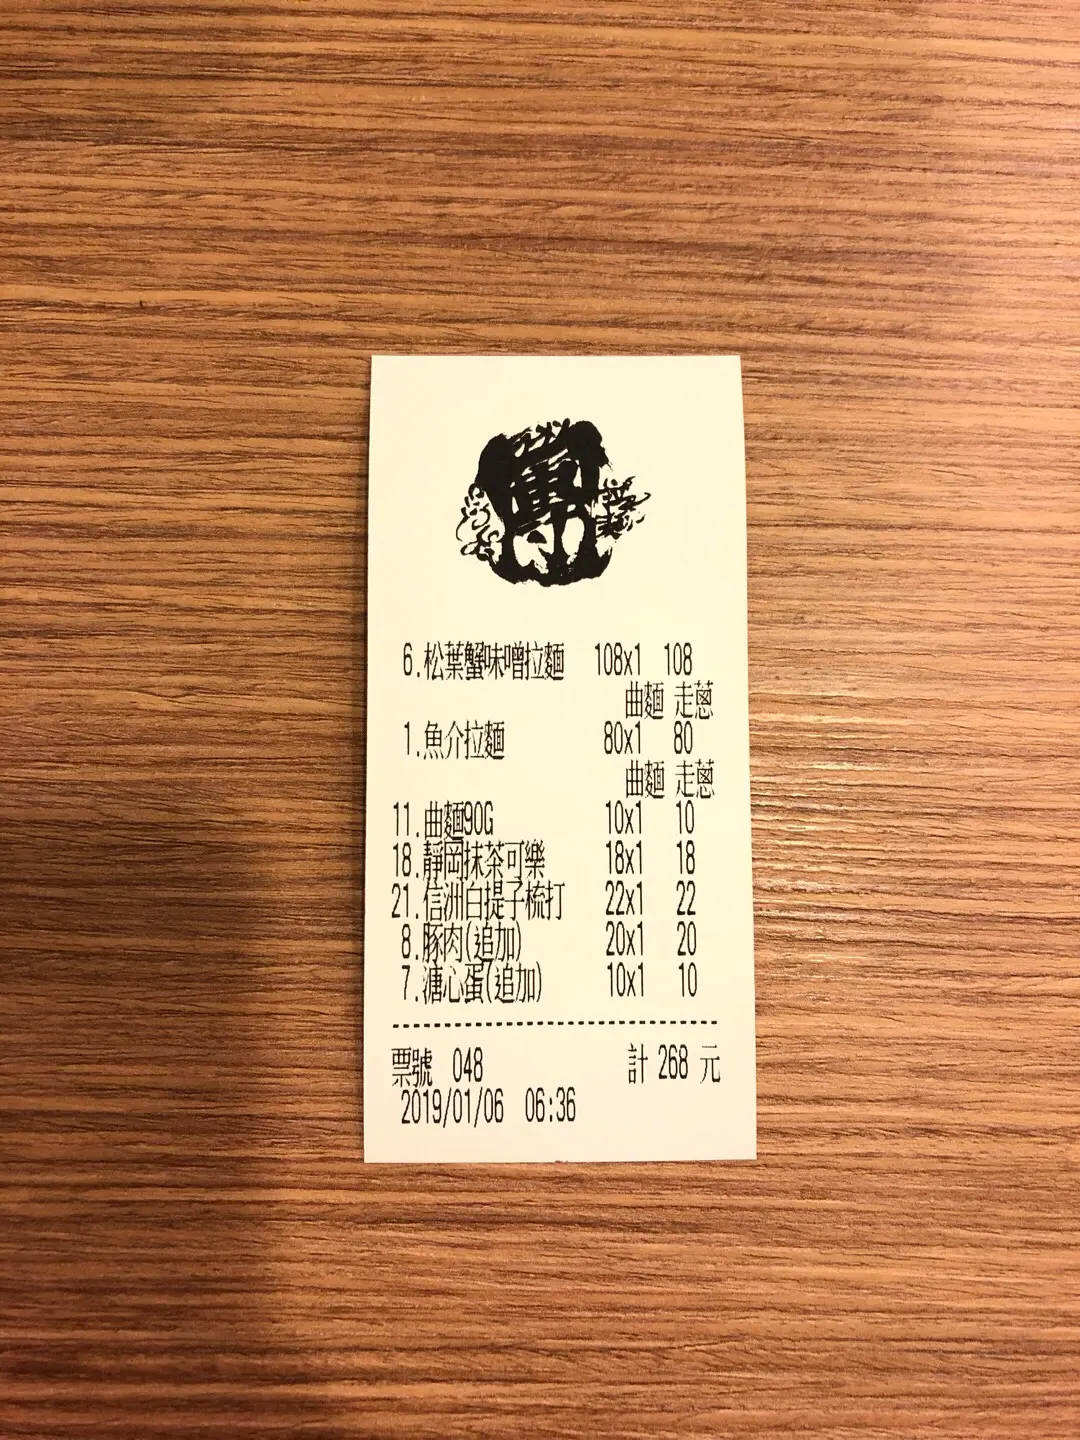 6.松葉蟹味噌拉麵 108x1 108
曲麵 走蔥
1.魚介拉麵 80x1 80
曲麵 走蔥
11.曲麵90G 10x1 10
18.靜岡抹茶可樂 18x1 18
21.信洲白提子梳打 22x1 22
8.豚肉(追加) 20x1 20
7.溏心蛋(追加) 10x1 10
票號 048 計 268 元
2019/01/06 06:36